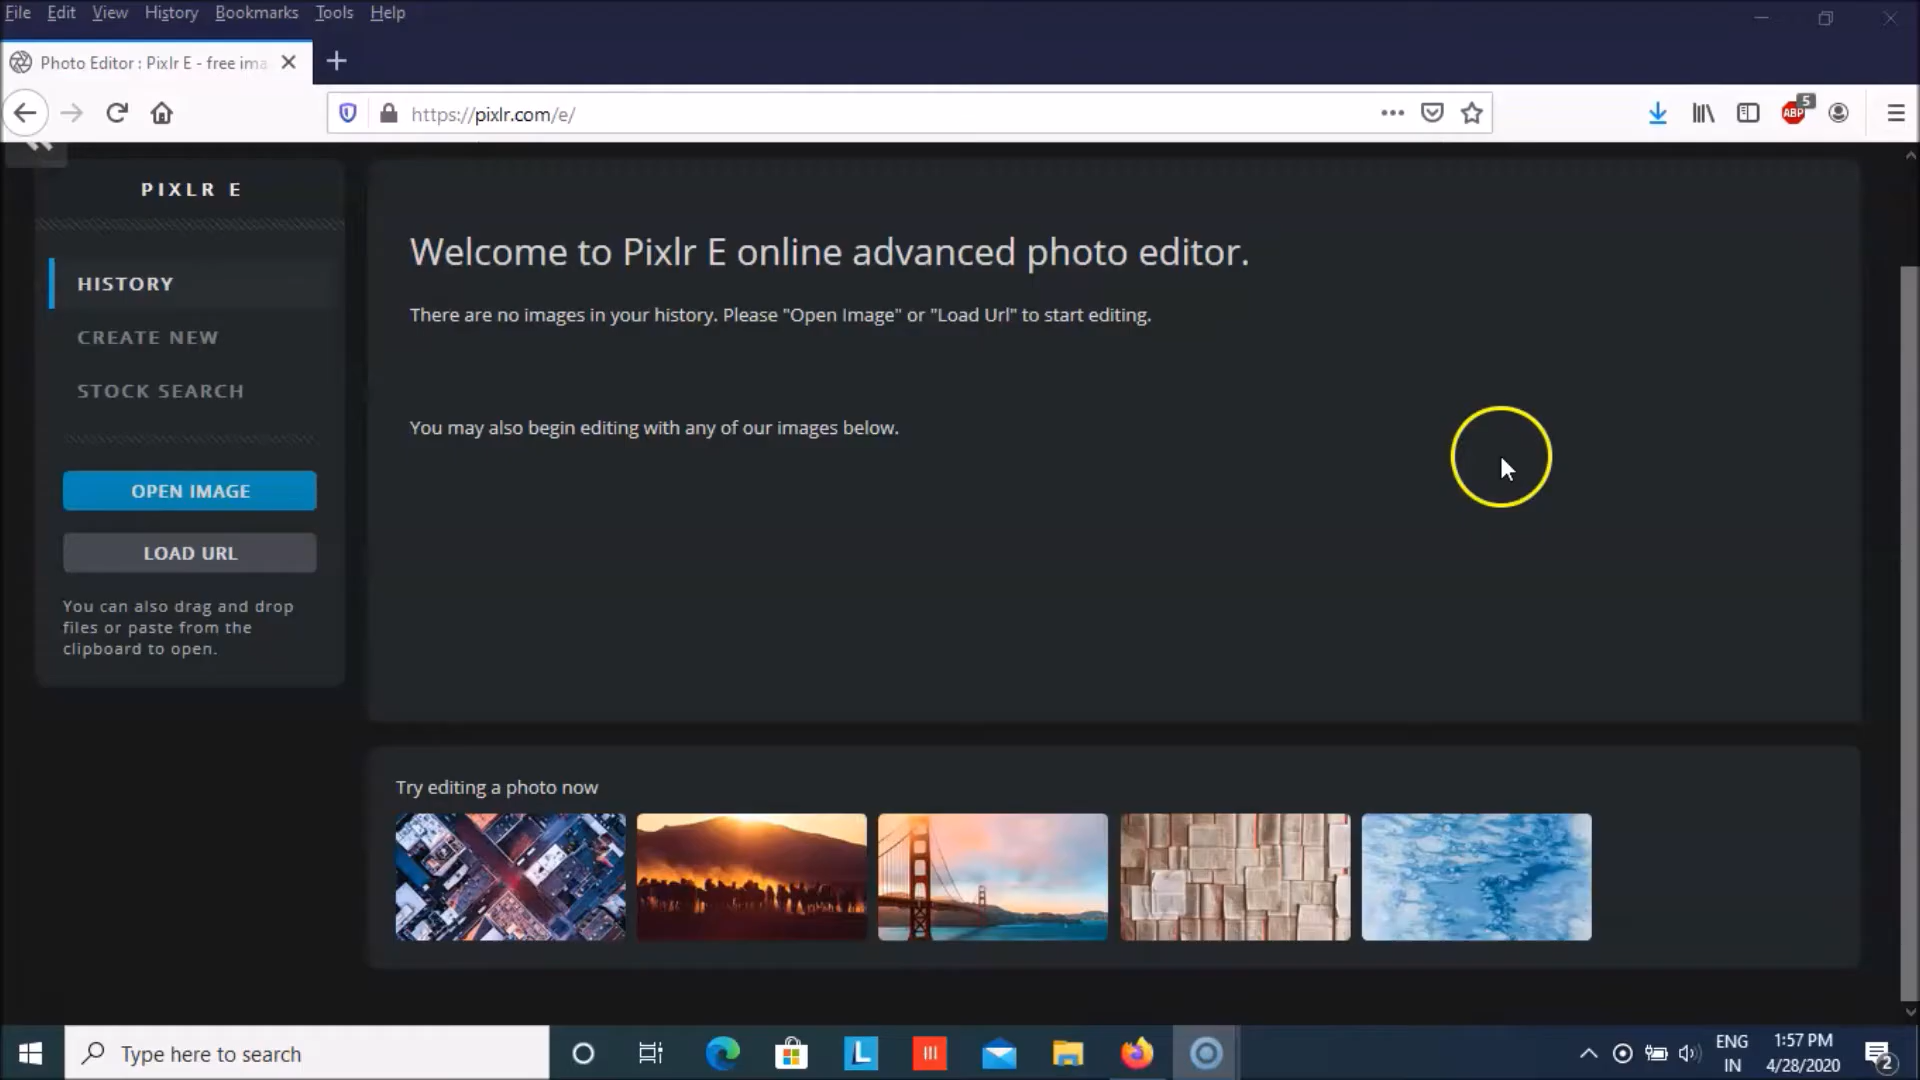 File Edit View History Bookmarks Tools Help
Photo Editor : Pixlr E - free ima
https://pixlr.com/e/
ABP
5
PIXLR E
HISTORY
CREATE NEW
STOCK SEARCH
OPEN IMAGE
LOAD URL
You can also drag and drop
files or paste from the
clipboard to open.
Welcome to Pixlr E online advanced photo editor.
There are no images in your history. Please "Open Image" or "Load Url" to start editing.
You may also begin editing with any of our images below.
Try editing a photo now
Type here to search
L
ENG
IN
1:57 PM
4/28/2020
2